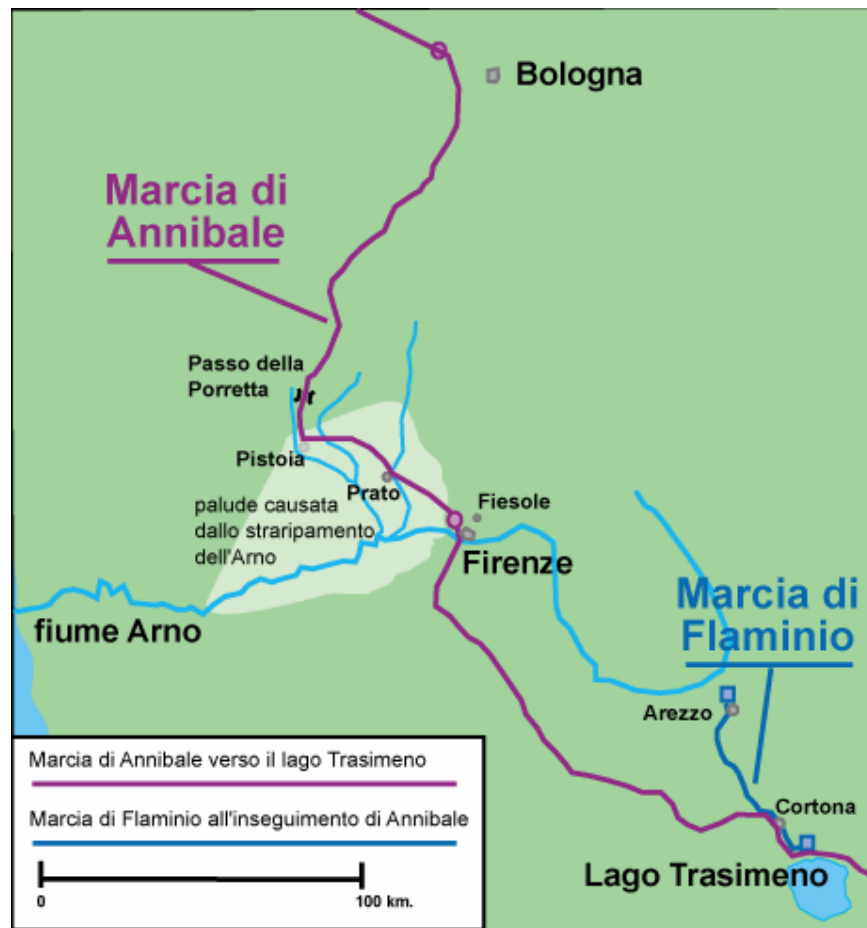 Bologna
Marcia di
Annibale
Passo della
Porretta
Pistoia
Prato
palude causata
dallo straripamento
dell'Arno
Fiesole
Firenze
fiume Arno
Marcia di
Flaminio
Arezzo
Cortona
Lago Trasimeno
Marcia di Annibale verso il lago Trasimeno
Marcia di Flaminio all'inseguimento di Annibale
0 100 km.